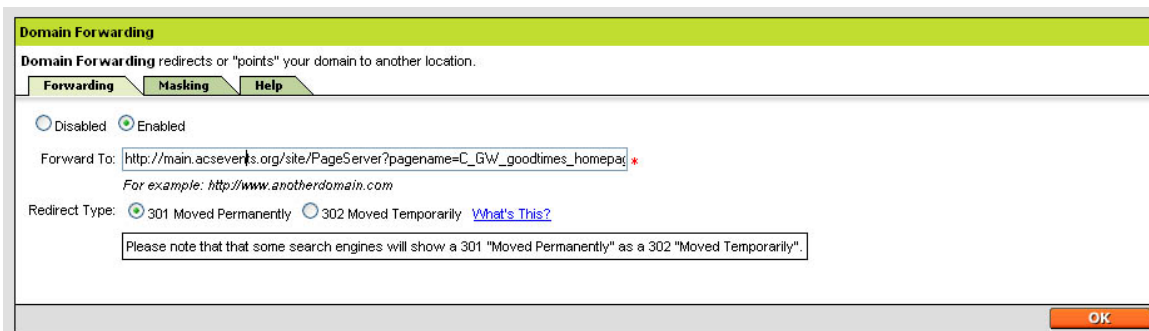 Domain Forwarding
Domain Forwarding redirects or "points" your domain to another location.
Forwarding Masking Help
Disabled Enabled
Forward To: http://main.acsevents.org/site/PageServer?pagename=C_GW_goodtimes_homepag *
For example: http://www.anotherdomain.com
Redirect Type: 301 Moved Permanently 302 Moved Temporarily What's This?
Please note that that some search engines will show a 301 "Moved Permanently" as a 302 "Moved Temporarily".
OK